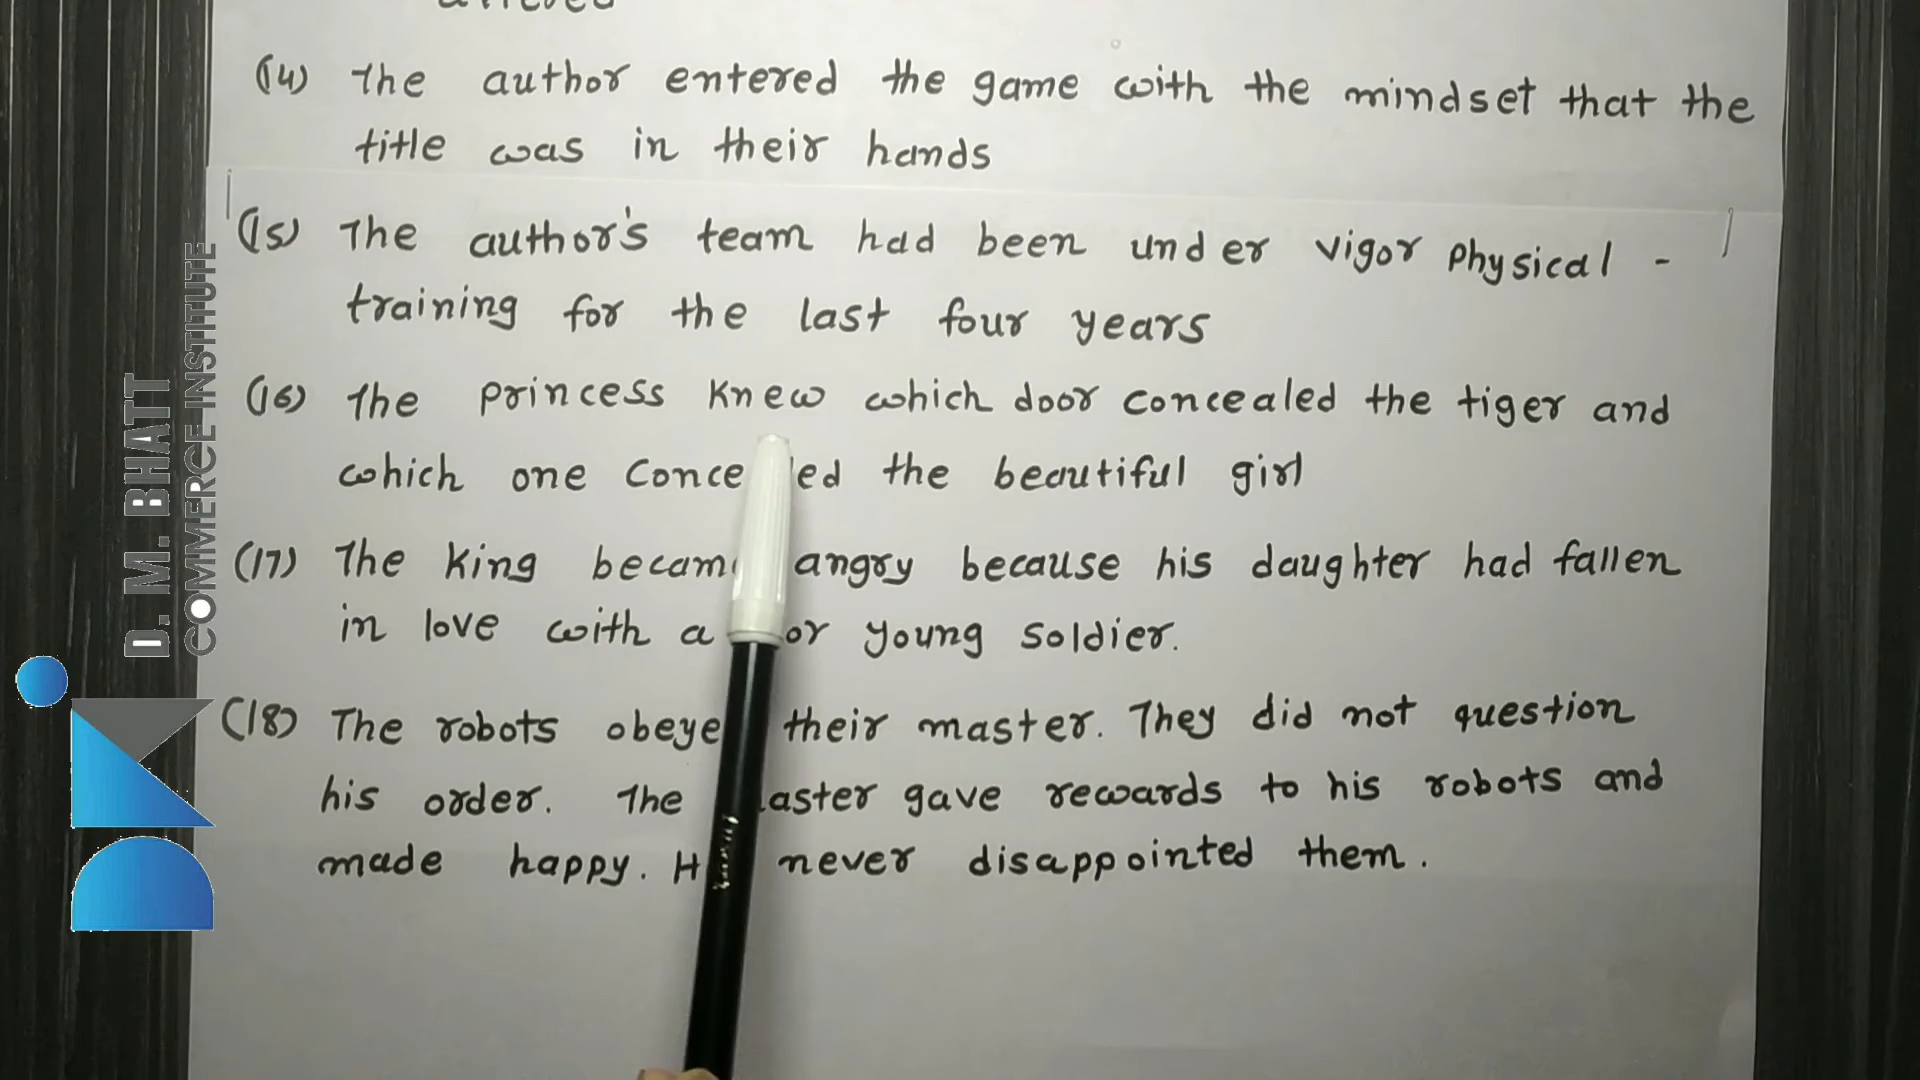 (14) The author entered the game with the mindset that the
title was in their hands
(15) The author's team had been under vigor physical -
training for the last four years
(16) The princess knew which door concealed the tiger and
which one the beautiful girl
(17) The king angry because his daughter had fallen
in love with a young soldier.
(18) The robots their master. They did not question
his order. The gave rewards to his robots and
made happy. never disappointed them.
D. M. BHATT
COMMERCE INSTITUTE